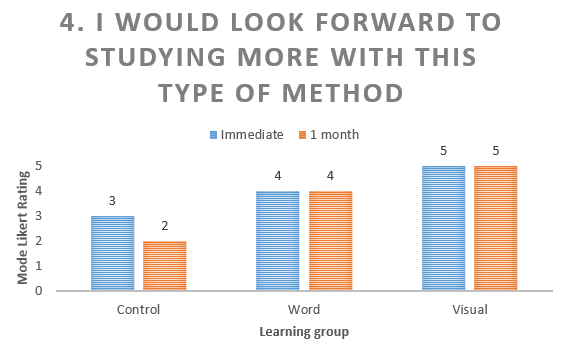 4. I WOULD LOOK FORWARD TO
STUDYING MORE WITH THIS
TYPE OF METHOD
Immediate 1 month
5
4
3
2
1
0
Mode Likert Rating
3
2
4
4
5
5
Control Word Visual
Learning group